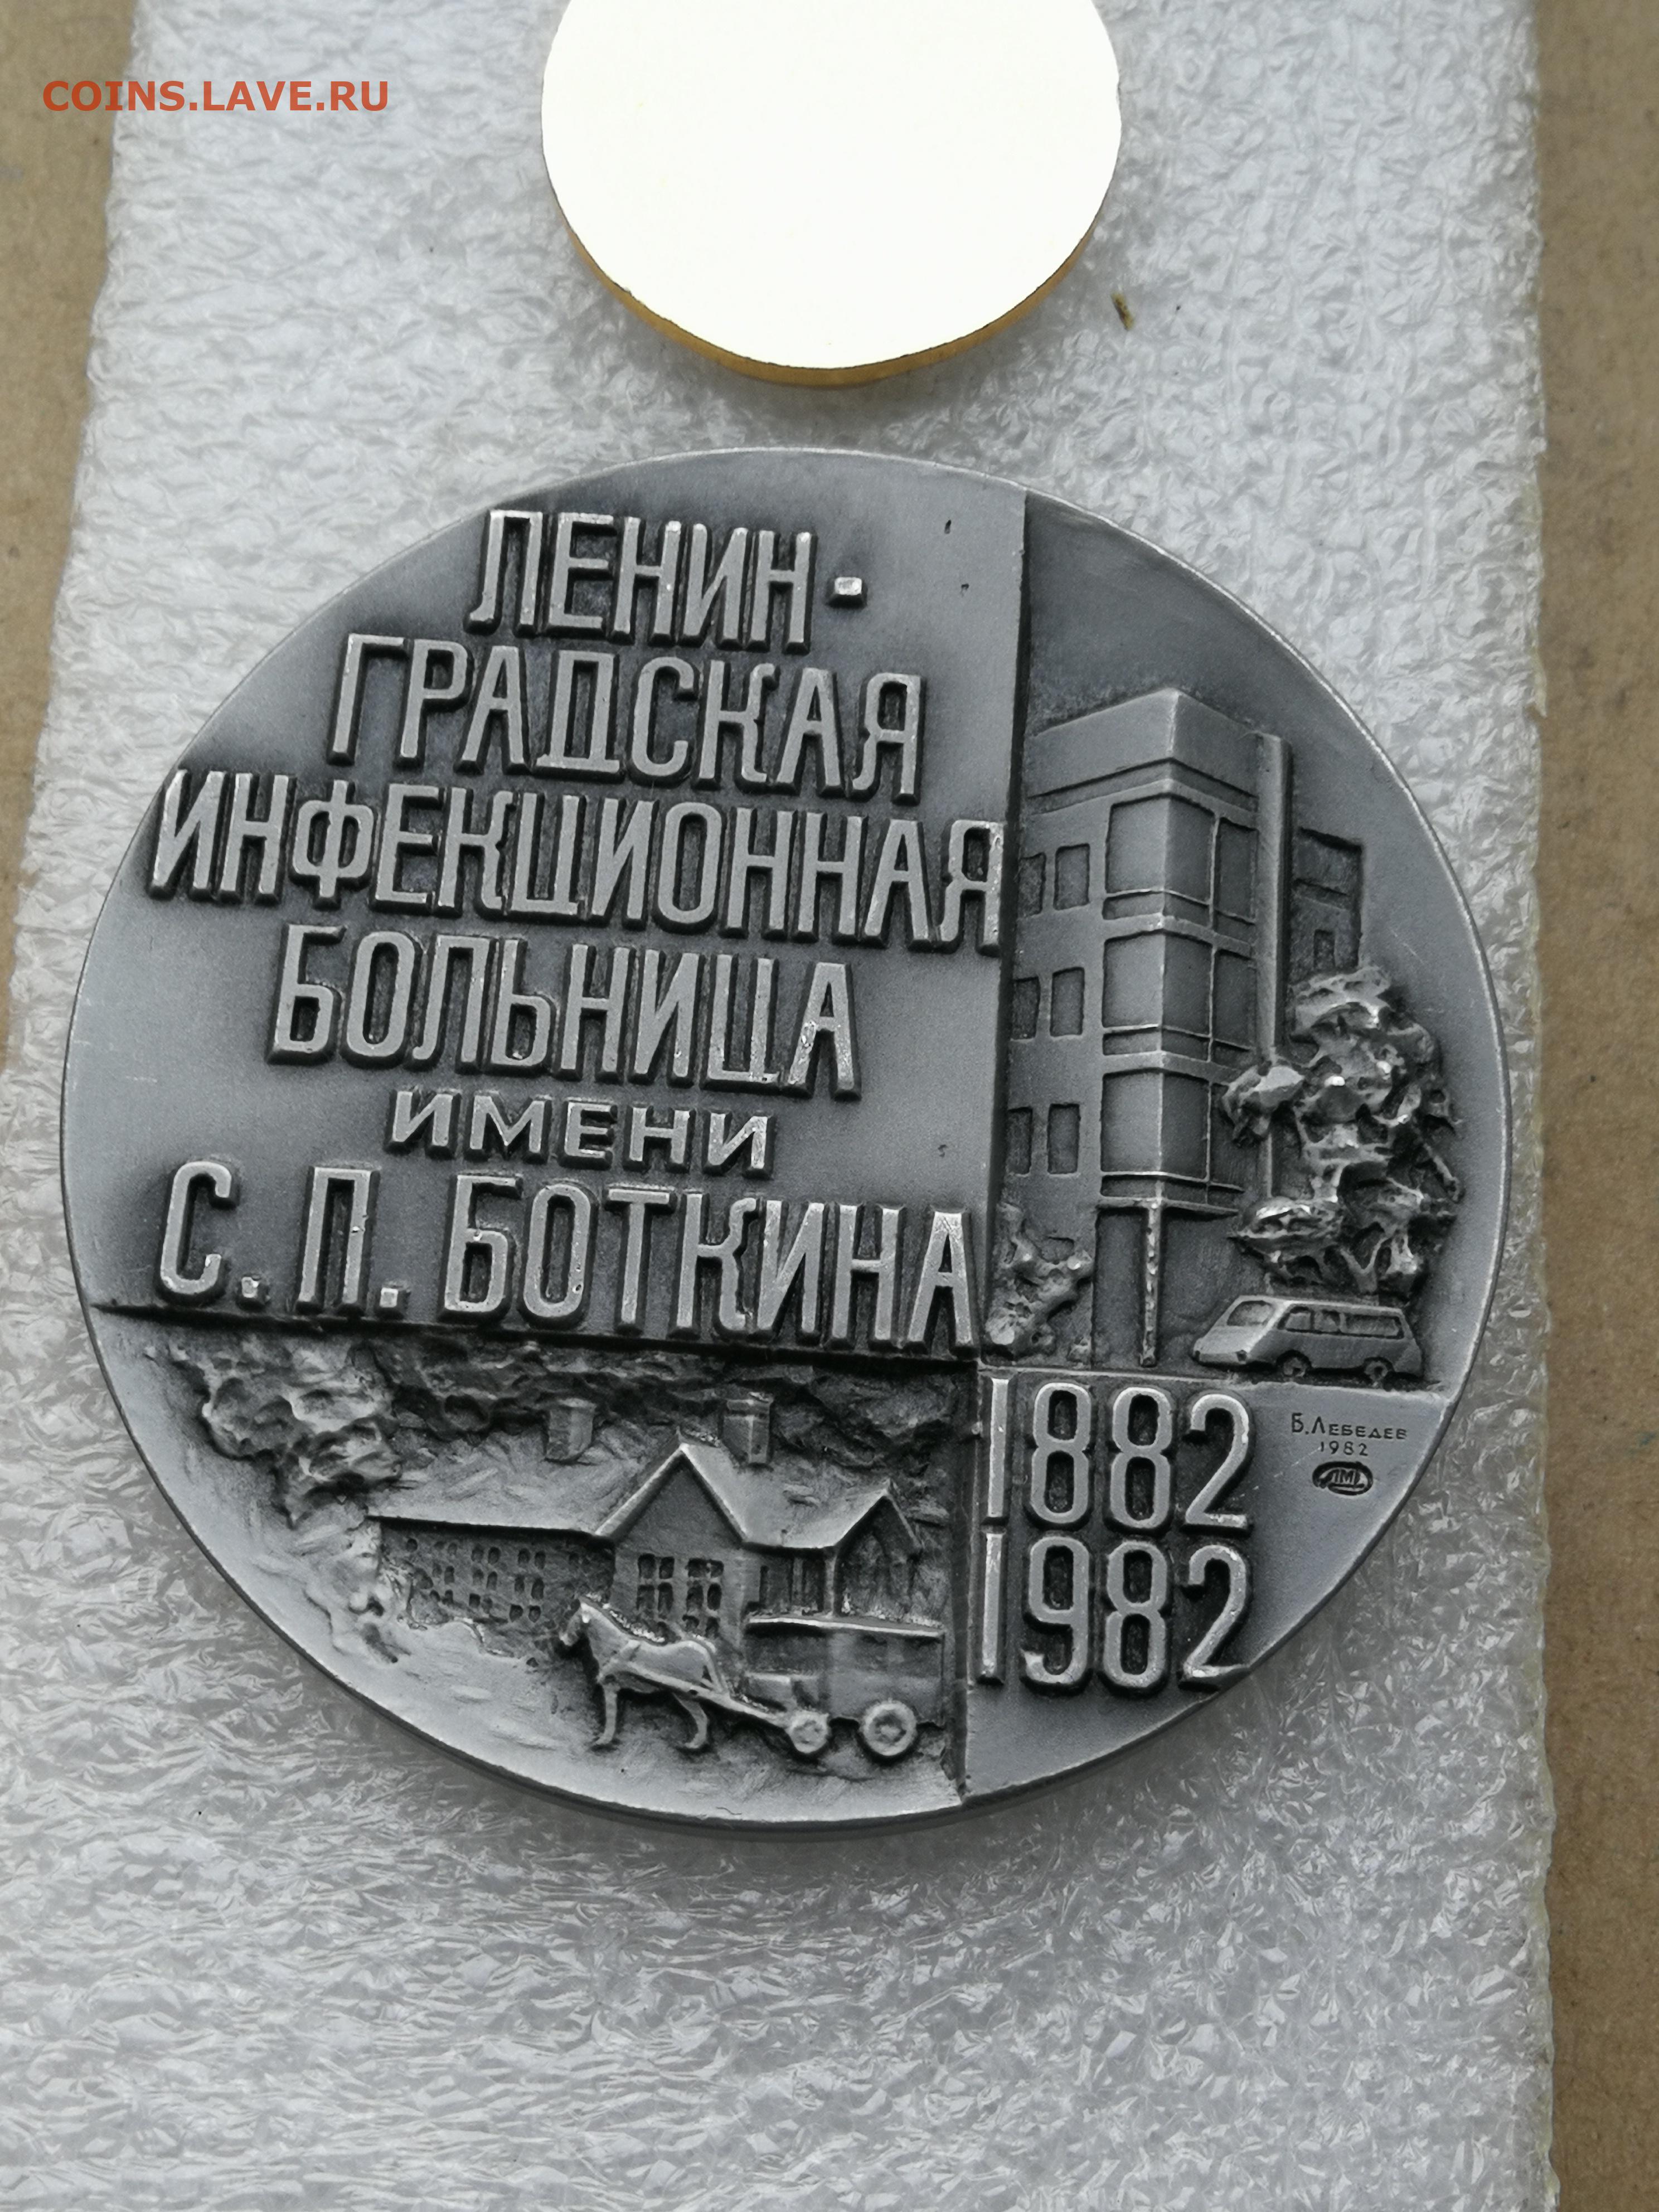 COINS.LAVE.RU
ЛЕНИН-
ГРАДСКАЯ
ИНФЕКЦИОННАЯ
БОЛЬНИЦА
ИМЕНИ
С. П. БОТКИНА
1882
1982
Б. ЛЕБЕДЕВ
1982
ЛМД